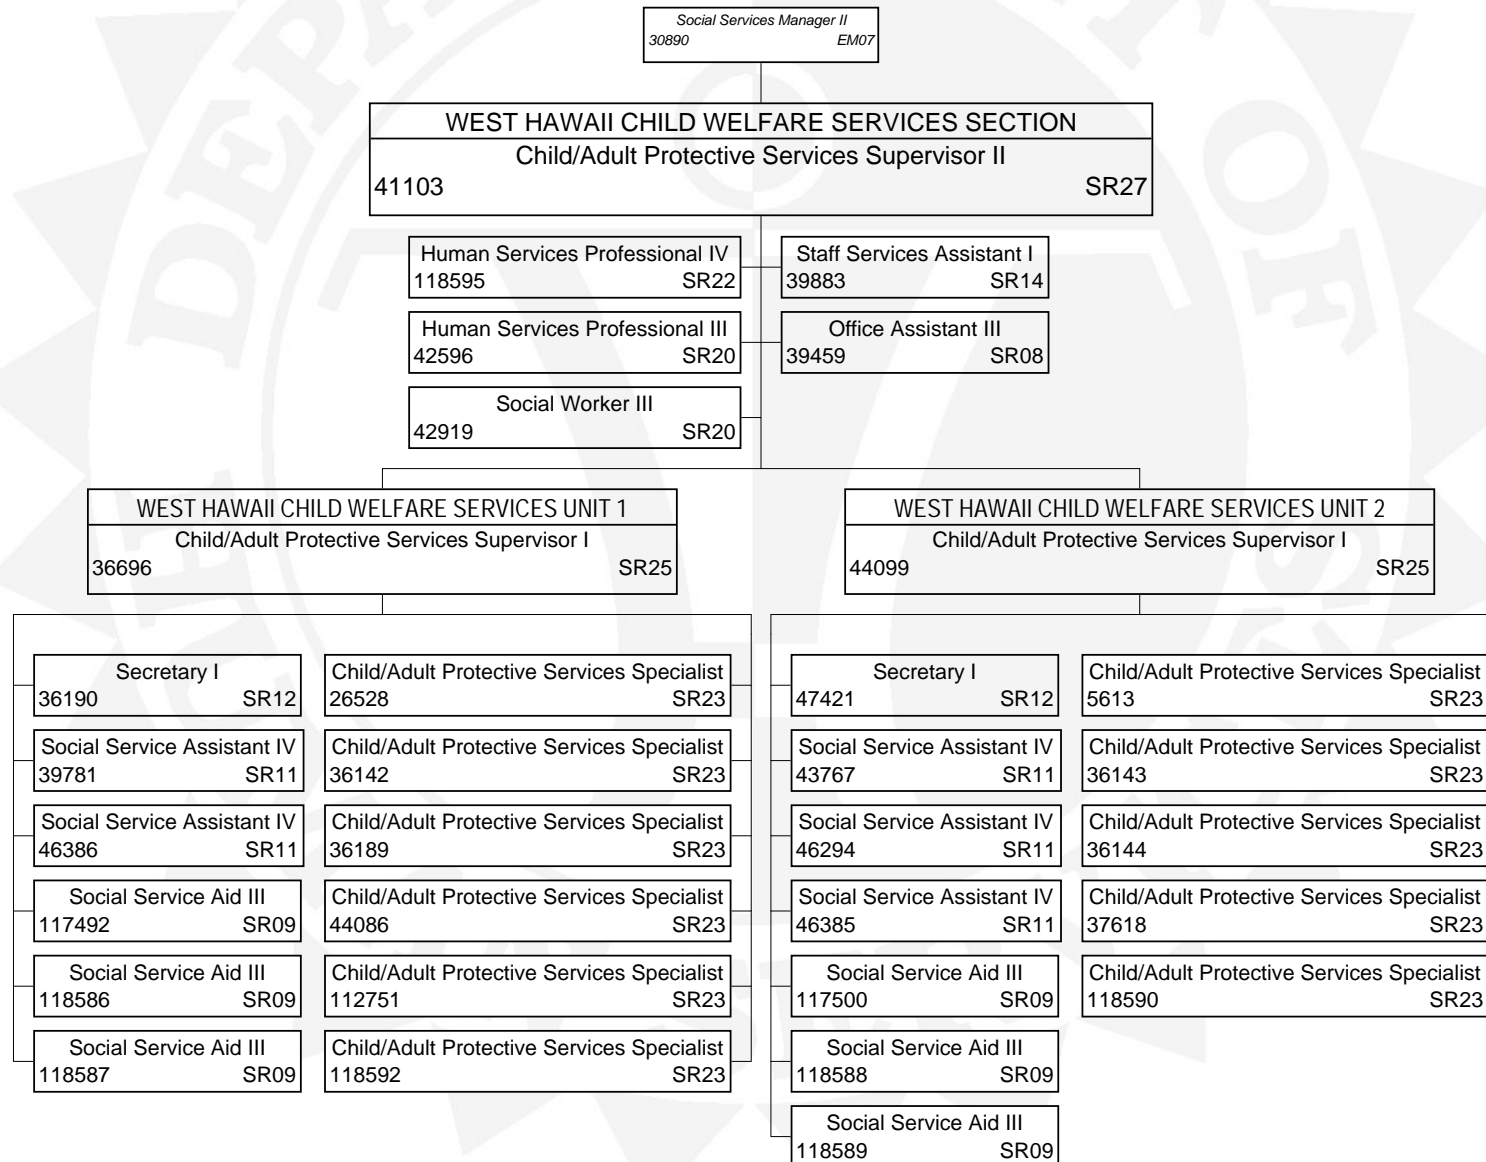 Social Services Manager II
30890 EM07
WEST HAWAII CHILD WELFARE SERVICES SECTION
Child/Adult Protective Services Supervisor II
41103 SR27
Human Services Professional IV
118595 SR22
Staff Services Assistant I
39883 SR14
Human Services Professional III
42596 SR20
Office Assistant III
39459 SR08
Social Worker III
42919 SR20
WEST HAWAII CHILD WELFARE SERVICES UNIT 1
Child/Adult Protective Services Supervisor I
36696 SR25
Secretary I
36190 SR12
Social Service Assistant IV
39781 SR11
Social Service Assistant IV
46386 SR11
Social Service Aid III
117492 SR09
Social Service Aid III
118586 SR09
Social Service Aid III
118587 SR09
Child/Adult Protective Services Specialist
26528 SR23
Child/Adult Protective Services Specialist
36142 SR23
Child/Adult Protective Services Specialist
36189 SR23
Child/Adult Protective Services Specialist
44086 SR23
Child/Adult Protective Services Specialist
112751 SR23
Child/Adult Protective Services Specialist
118592 SR23
WEST HAWAII CHILD WELFARE SERVICES UNIT 2
Child/Adult Protective Services Supervisor I
44099 SR25
Secretary I
47421 SR12
Social Service Assistant IV
43767 SR11
Social Service Assistant IV
46294 SR11
Social Service Assistant IV
46385 SR11
Social Service Aid III
117500 SR09
Social Service Aid III
118588 SR09
Social Service Aid III
118589 SR09
Child/Adult Protective Services Specialist
5613 SR23
Child/Adult Protective Services Specialist
36143 SR23
Child/Adult Protective Services Specialist
36144 SR23
Child/Adult Protective Services Specialist
37618 SR23
Child/Adult Protective Services Specialist
118590 SR23